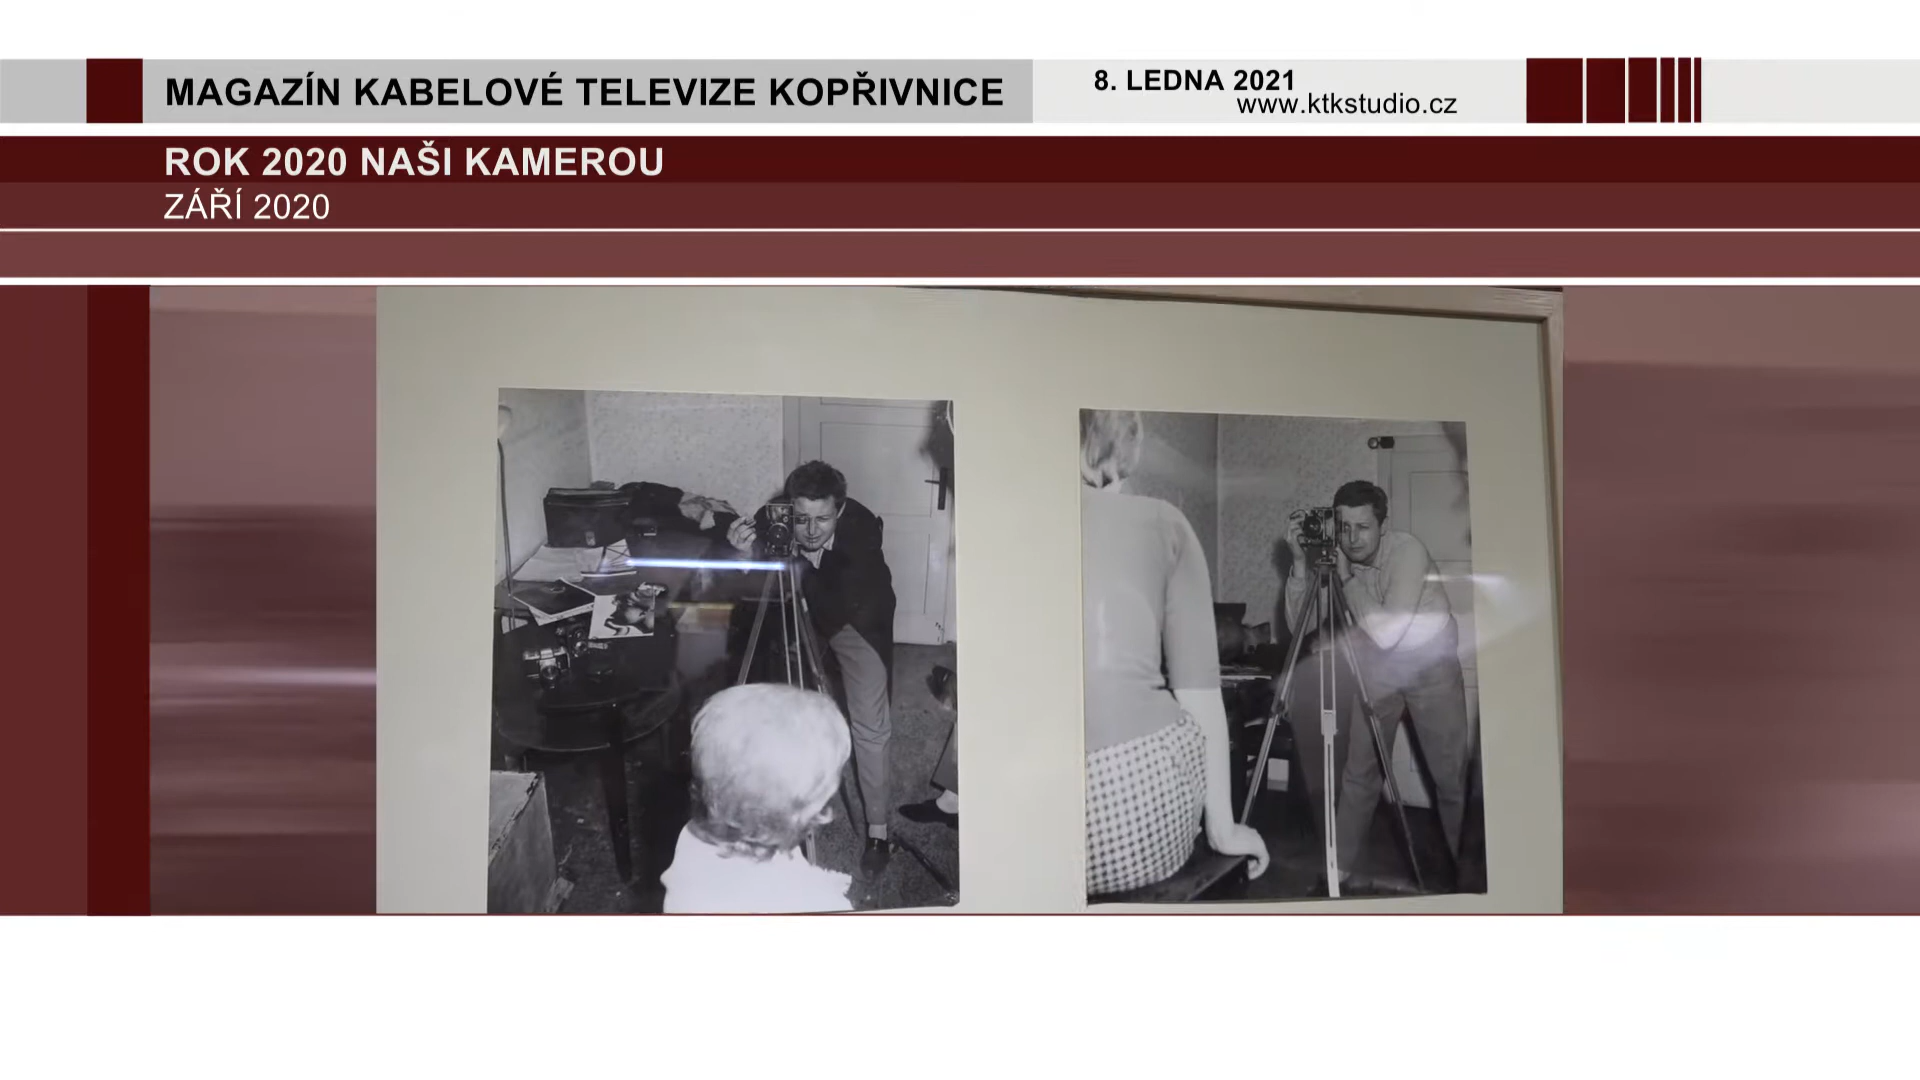 MAGAZÍN KABELOVÉ TELEVIZE KOPŘIVNICE
8. LEDNA 2021
www.ktkstudio.cz
ROK 2020 NAŠI KAMEROU
ZÁŘÍ 2020